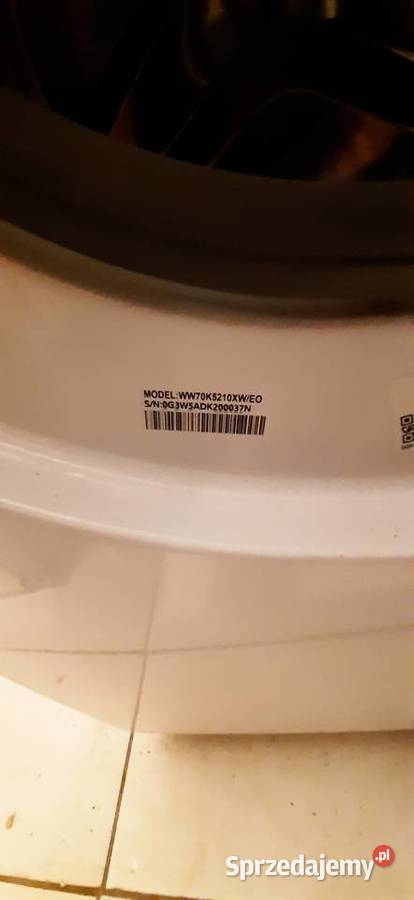 MODEL:WW70K5210XW/EO
S/N:0G3W5ADK200037N
Sprzedajemy.pl